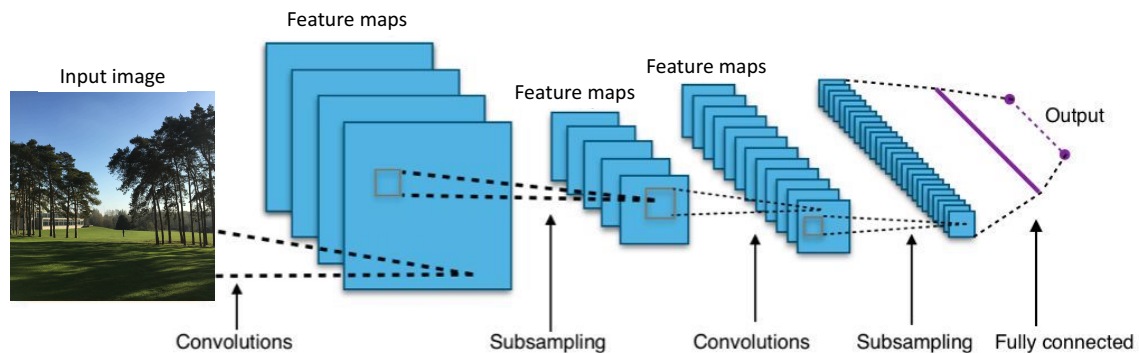 Feature maps
Input image
Feature maps
Feature maps
Output
Convolutions
Subsampling
Convolutions
Subsampling
Fully connected